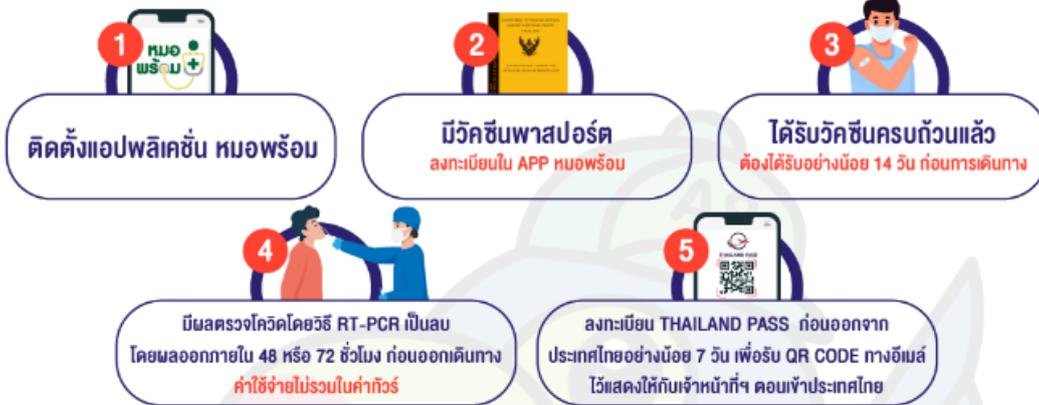 1
หมอ
พร้อม
ติดตั้งแอปพลิเคชั่น หมอพร้อม
2
THAILAND
มีวัคซีนพาสปอร์ต
ลงทะเบียนใน APP หมอพร้อม
3
ได้รับวัคซีนครบถ้วนแล้ว
ต้องได้รับอย่างน้อย 14 วัน ก่อนการเดินทาง
4
มีผลตรวจโควิดโดยวิธี RT-PCR เป็นลบ
โดยผลออกภายใน 48 หรือ 72 ชั่วโมง ก่อนออกเดินทาง
ค่าใช้จ่ายไม่รวมในค่าทัวร์
5
THAILAND PASS
ลงทะเบียน THAILAND PASS ก่อนออกจาก
ประเทศไทยอย่างน้อย 7 วัน เพื่อรับ QR CODE ทางอีเมล์
ไว้แสดงให้กับเจ้าหน้าที่ฯ ตอนเข้าประเทศไทย